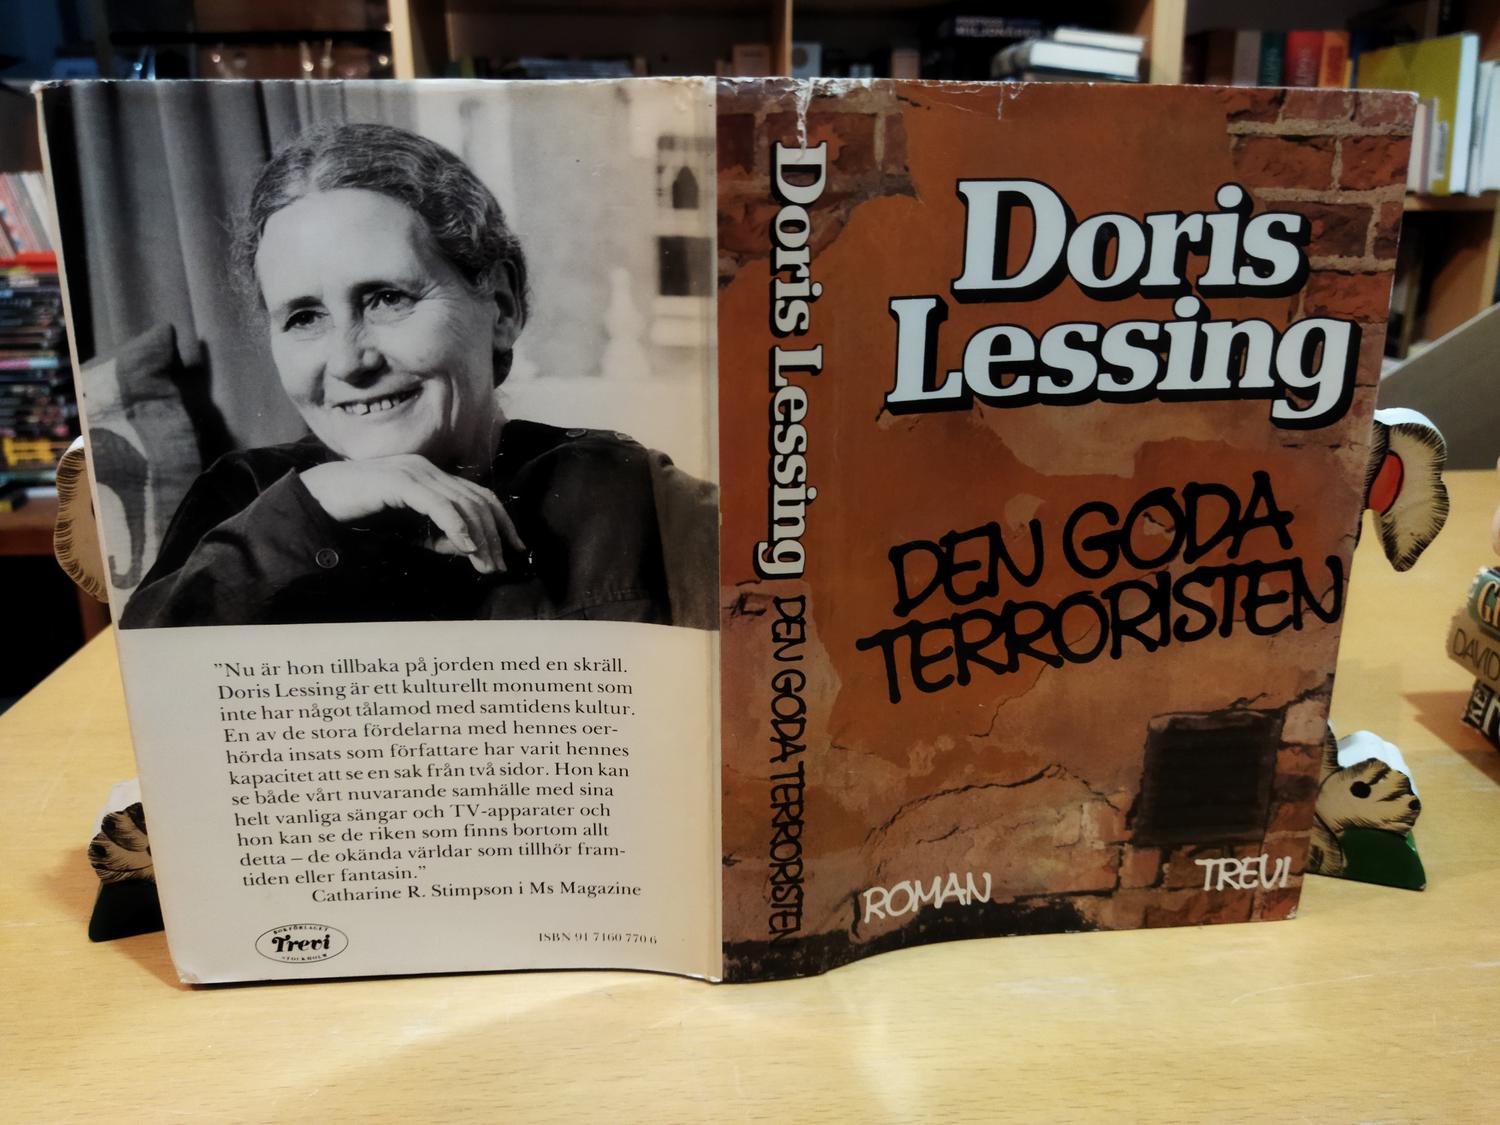 "Nu är hon tillbaka på jorden med en skräll.
Doris Lessing är ett kulturellt monument som
inte har något tålamod med samtidens kultur.
En av de stora fördelarna med hennes oer-
hörda insats som författare har varit hennes
kapacitet att se en sak från två sidor. Hon kan
se både vårt nuvarande samhälle med sina
helt vanliga sängar och TV-apparater och
hon kan se de riken som finns bortom allt
detta – de okända världar som tillhör fram-
tiden eller fantasin."
Catharine R. Stimpson i Ms Magazine
BOKFÖRLAGET
Trevi
STOCKHOLM
ISBN 91 7160 770 6
Doris Lessing DEN GODA TERRORISTEN
Doris
Lessing
DEN GODA
TERRORISTEN
ROMAN
TREVI
DAVID